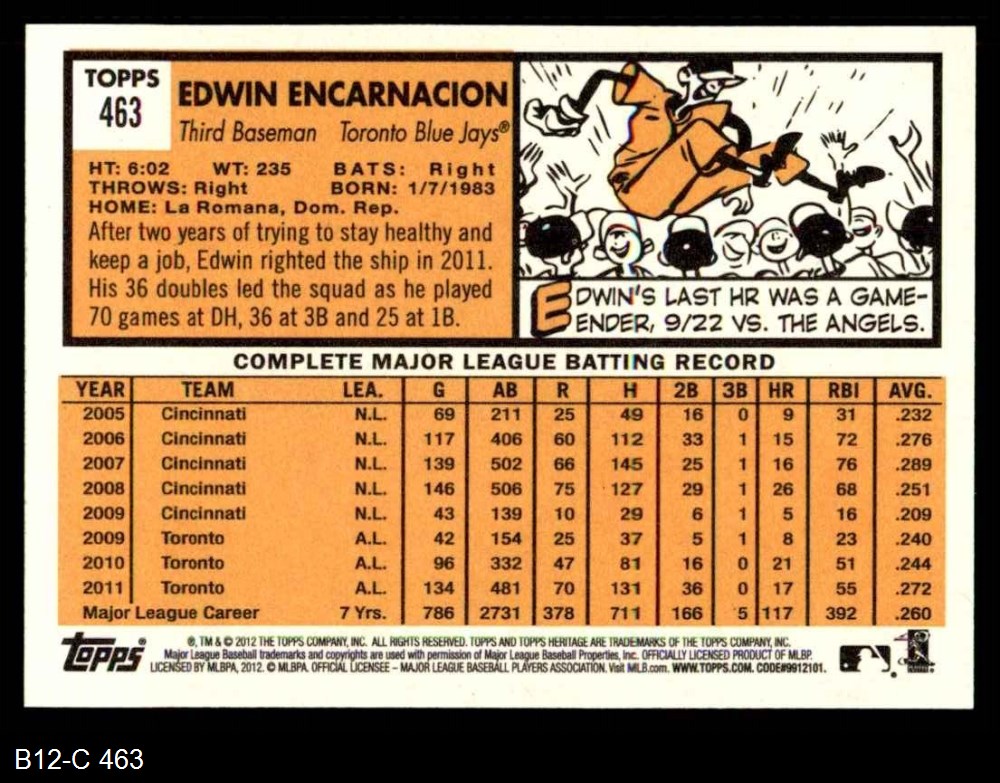 TOPPS
463
EDWIN ENCARNACION
Third Baseman Toronto Blue Jays®
HT: 6:02 WT: 235 BATS: Right
THROWS: Right BORN: 1/7/1983
HOME: La Romana, Dom. Rep.
After two years of trying to stay healthy and
keep a job, Edwin righted the ship in 2011.
His 36 doubles led the squad as he played
70 games at DH, 36 at 3B and 25 at 1B.
EDWIN'S LAST HR WAS A GAME-
ENDER, 9/22 VS. THE ANGELS.
COMPLETE MAJOR LEAGUE BATTING RECORD
YEAR TEAM LEA. G AB R H 2B 3B HR RBI AVG.
2005 Cincinnati N.L. 69 211 25 49 16 0 9 31 .232
2006 Cincinnati N.L. 117 406 60 112 33 1 15 72 .276
2007 Cincinnati N.L. 139 502 66 145 25 1 16 76 .289
2008 Cincinnati N.L. 146 506 75 127 29 1 26 68 .251
2009 Cincinnati N.L. 43 139 10 29 6 1 5 16 .209
2009 Toronto A.L. 42 154 25 37 5 1 8 23 .240
2010 Toronto A.L. 96 332 47 81 16 0 21 51 .244
2011 Toronto A.L. 134 481 70 131 36 0 17 55 .272
Major League Career 7 Yrs. 786 2731 378 711 166 5 117 392 .260
Topps®
®, TM & © 2012 THE TOPPS COMPANY, INC. ALL RIGHTS RESERVED. TOPPS AND TOPPS HERITAGE ARE TRADEMARKS OF THE TOPPS COMPANY, INC.
Major League Baseball trademarks and copyrights are used with permission of Major League Baseball Properties, Inc. OFFICIALLY LICENSED PRODUCT OF MLBP.
LICENSED BY MLBPA, 2012. © MLBPA. OFFICIAL LICENSEE – MAJOR LEAGUE BASEBALL PLAYERS ASSOCIATION. Visit MLB.com. WWW.TOPPS.COM. CODE#9912101.
B12-C 463